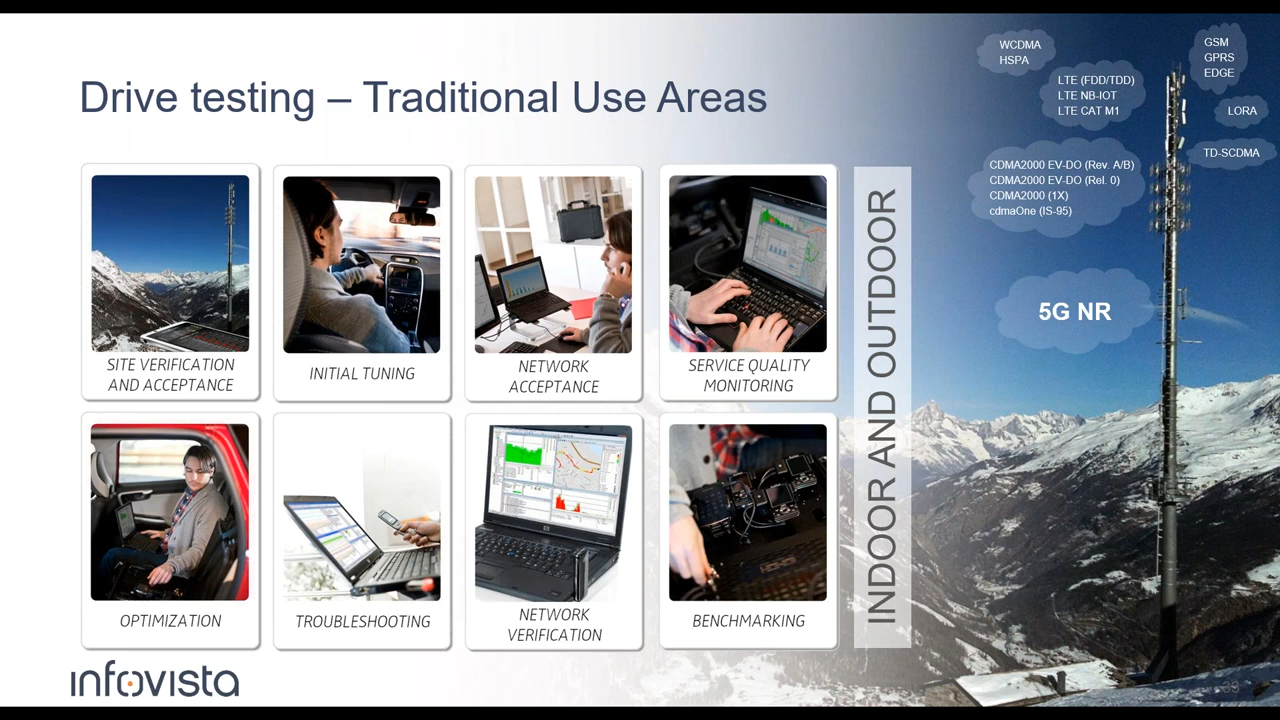 Drive testing – Traditional Use Areas
SITE VERIFICATION
AND ACCEPTANCE
INITIAL TUNING
NETWORK
ACCEPTANCE
SERVICE QUALITY
MONITORING
OPTIMIZATION
TROUBLESHOOTING
NETWORK
VERIFICATION
BENCHMARKING
INDOOR AND OUTDOOR
WCDMA
HSPA
GSM
GPRS
EDGE
LTE (FDD/TDD)
LTE NB-IOT
LTE CAT M1
LORA
TD-SCDMA
CDMA2000 EV-DO (Rev. A/B)
CDMA2000 EV-DO (Rel. 0)
CDMA2000 (1X)
cdmaOne (IS-95)
5G NR
infovista